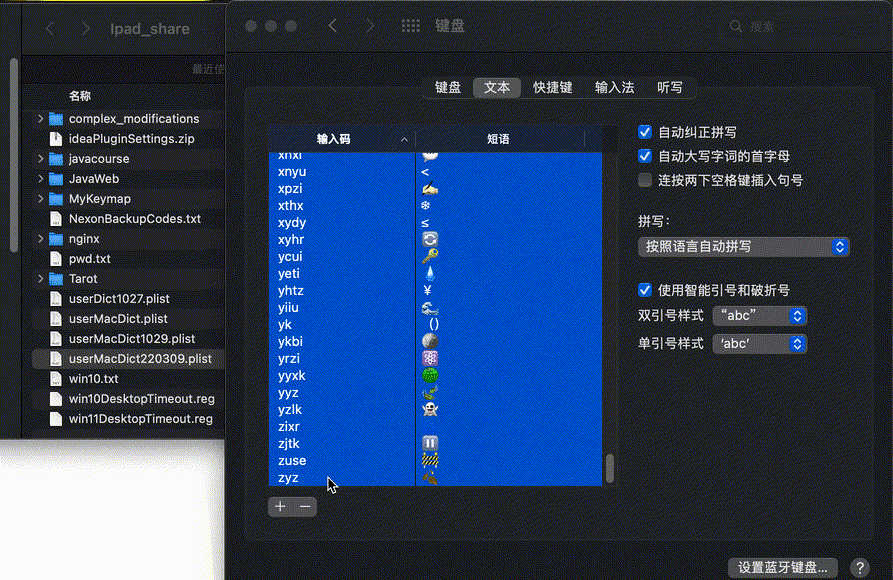 Ipad_share
最近使
名称
complex_modifications
ideaPluginSettings.zip
javacourse
JavaWeb
MyKeymap
NexonBackupCodes.txt
nginx
pwd.txt
Tarot
userDict1027.plist
userMacDict.plist
userMacDict1029.plist
userMacDict220309.plist
win10.txt
win10DesktopTimeout.reg
win11DesktopTimeout.reg
键盘
搜索
键盘 文本 快捷键 输入法 听写
输入码 短语
xnxi 💬
xnyu <
xpzi ✍️
xthx ❄
xydy ≤
xyhr 🔄
ycui 🔑
yeti 💧
yhtz ¥
yiiu 🌊
yk ()
ykbi 🌘
yrzi ⚛️
yyxk
yyz
yzlk 👻
zixr
zjtk ⏸
zuse 🚧
zyz
+ −
自动纠正拼写
自动大写字词的首字母
连按两下空格键插入句号
拼写：
按照语言自动拼写
使用智能引号和破折号
双引号样式 “abc”
单引号样式 ‘abc’
设置蓝牙键盘... ?